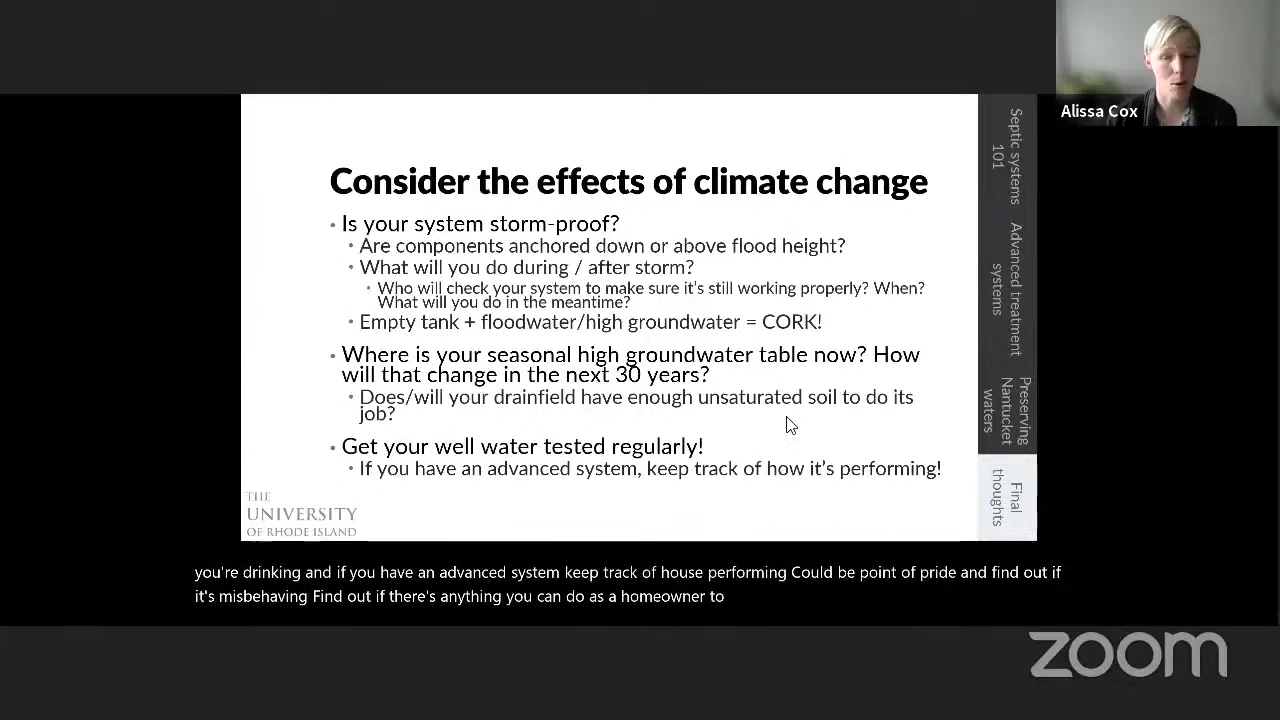 Alissa Cox
Consider the effects of climate change
• Is your system storm-proof?
• Are components anchored down or above flood height?
• What will you do during / after storm?
• Who will check your system to make sure it's still working properly? When?
What will you do in the meantime?
• Empty tank + floodwater/high groundwater = CORK!
• Where is your seasonal high groundwater table now? How
will that change in the next 30 years?
• Does/will your drainfield have enough unsaturated soil to do its
job?
• Get your well water tested regularly!
• If you have an advanced system, keep track of how it's performing!
THE
UNIVERSITY
OF RHODE ISLAND
Septic systems
101
Advanced treatment
systems
Preserving
Nantucket
waters
Final
thoughts
you're drinking and if you have an advanced system keep track of house performing Could be point of pride and find out if
it's misbehaving Find out if there's anything you can do as a homeowner to
zoom